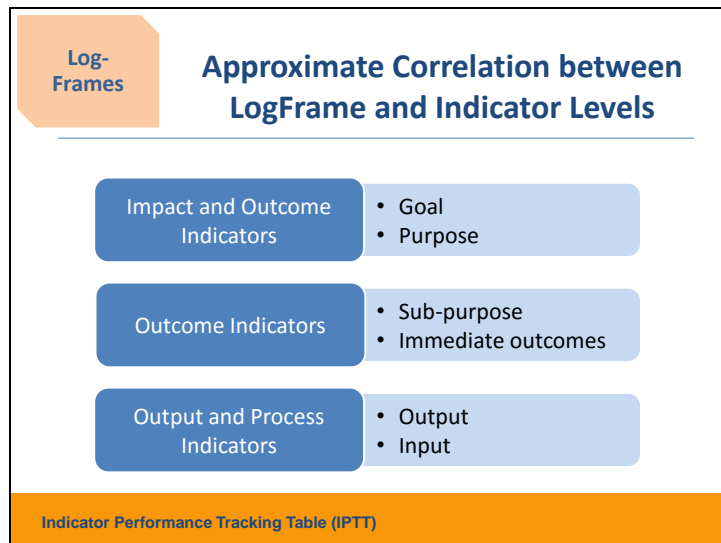 Log-
Frames
Approximate Correlation between
LogFrame and Indicator Levels
Impact and Outcome
Indicators
• Goal
• Purpose
Outcome Indicators
• Sub-purpose
• Immediate outcomes
Output and Process
Indicators
• Output
• Input
Indicator Performance Tracking Table (IPTT)